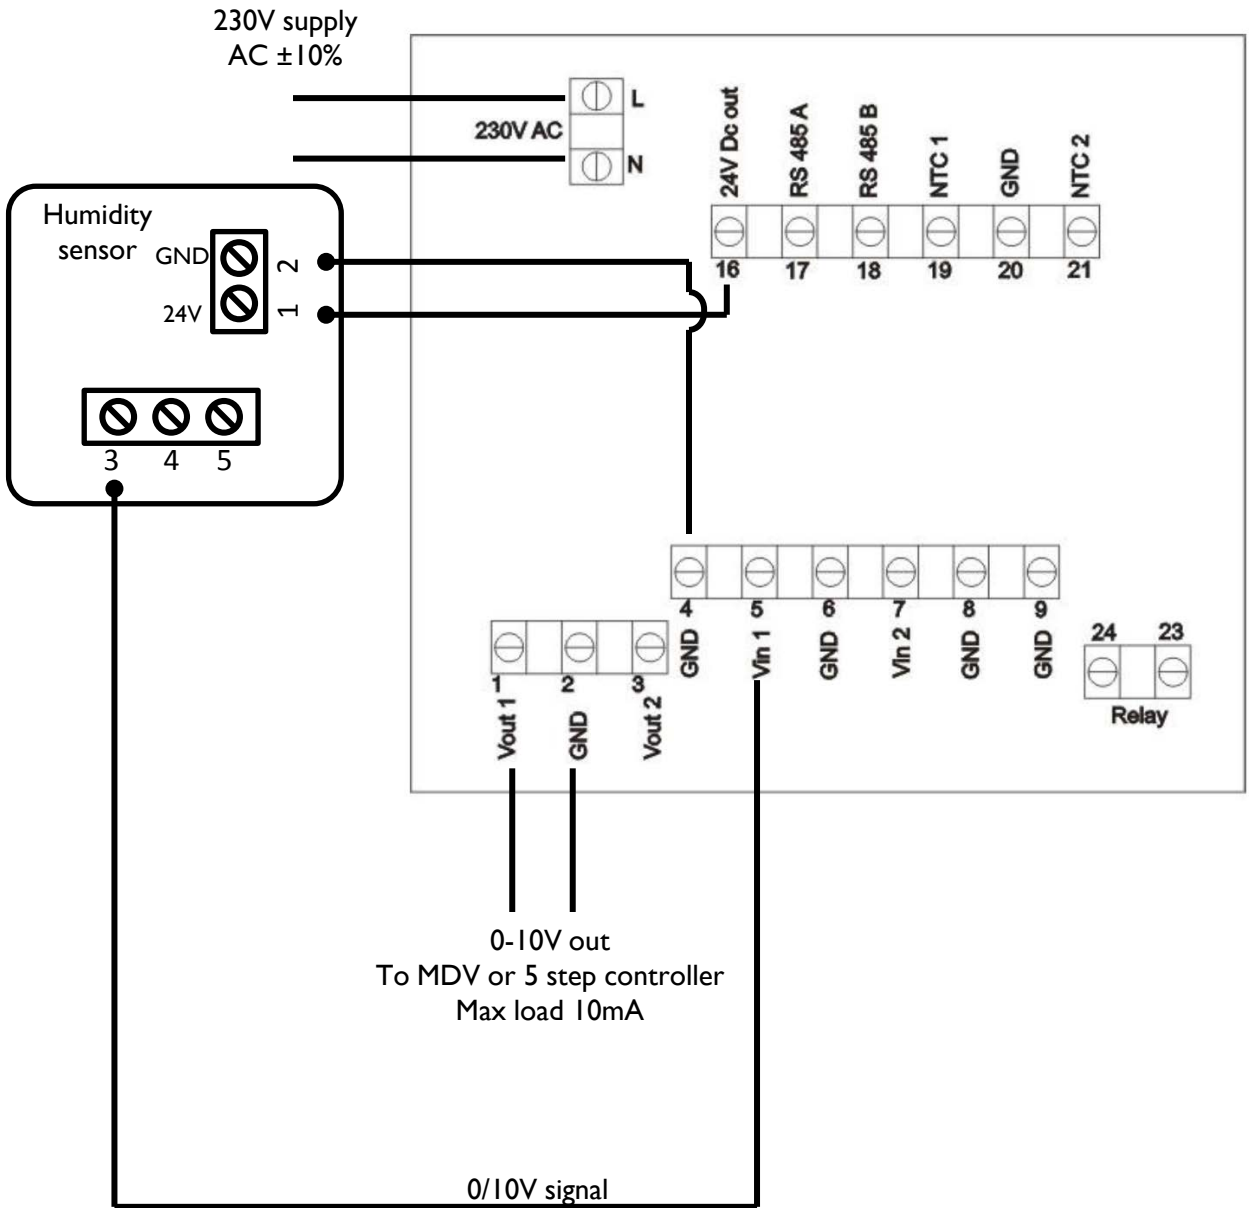 230V supply
AC ±10%
L
230V AC
N
24V Dc out
RS 485 A
RS 485 B
NTC 1
GND
NTC 2
16
17
18
19
20
21
Humidity
sensor
GND
2
24V
1
3
4
5
4
5
6
7
8
9
GND
Vin 1
GND
Vin 2
GND
GND
24
23
Relay
1
2
3
Vout 1
GND
Vout 2
0-10V out
To MDV or 5 step controller
Max load 10mA
0/10V signal